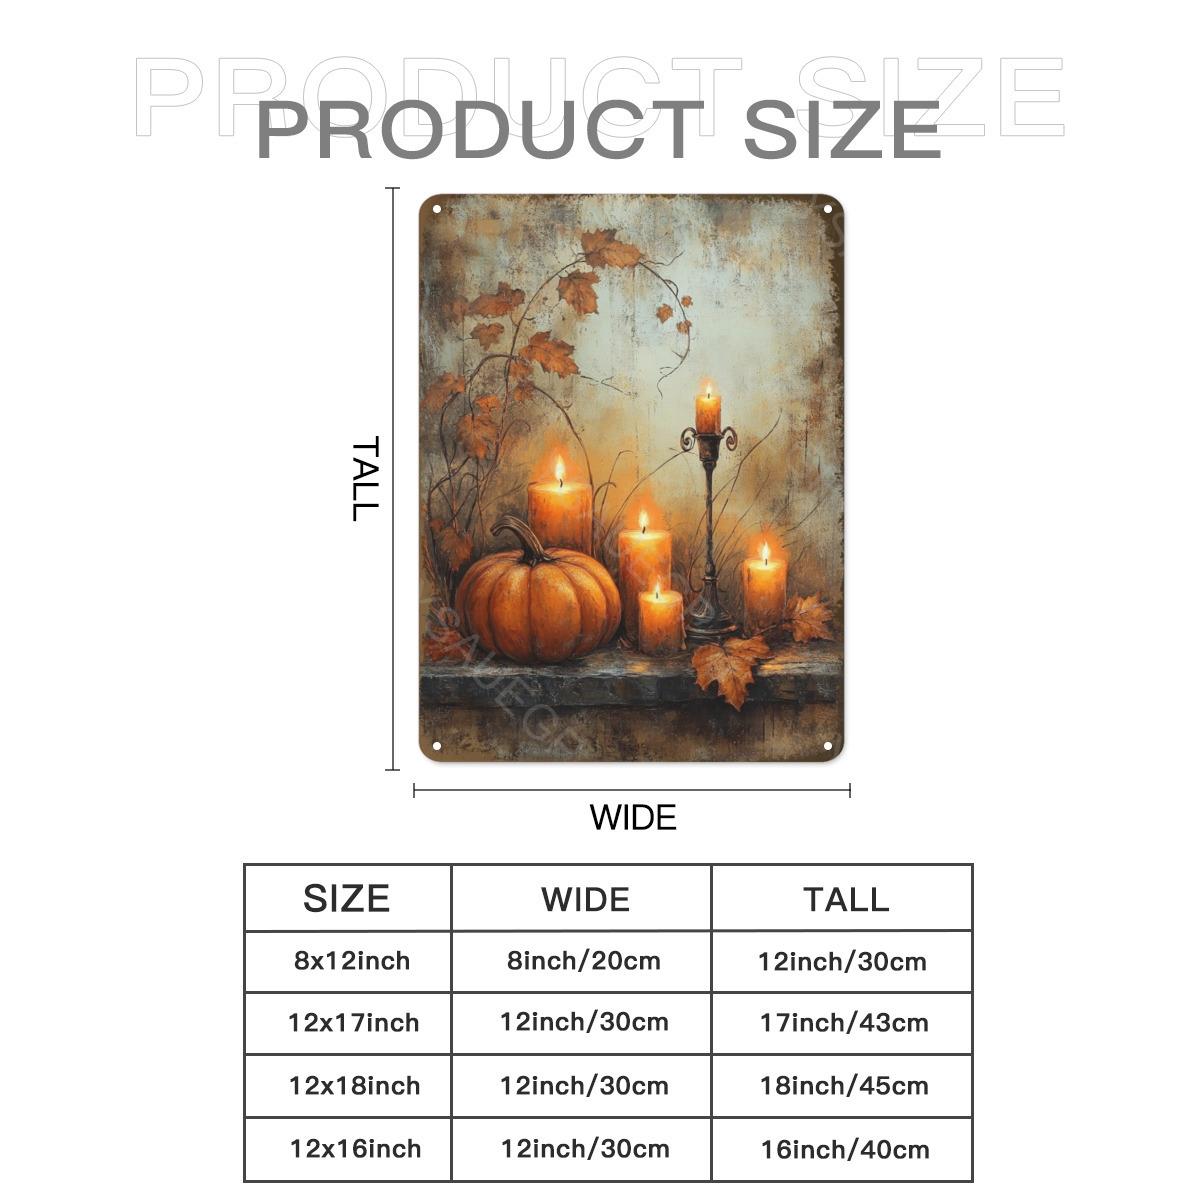 PRODUCT SIZE
PRODUCT SIZE
TALL
WIDE
SIZE WIDE TALL
8x12inch 8inch/20cm 12inch/30cm
12x17inch 12inch/30cm 17inch/43cm
12x18inch 12inch/30cm 18inch/45cm
12x16inch 12inch/30cm 16inch/40cm